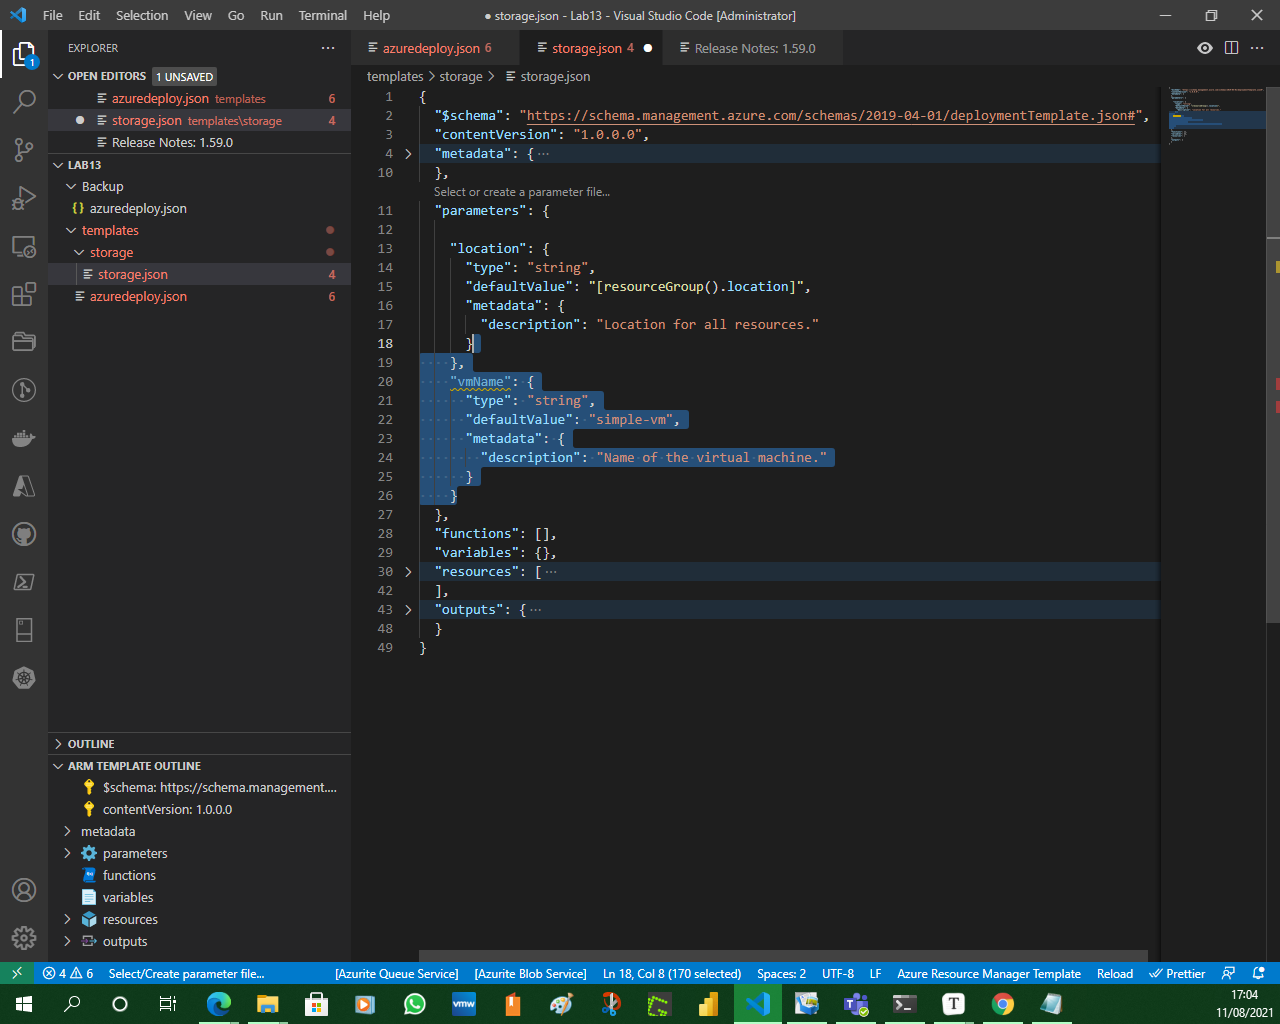 File Edit Selection View Go Run Terminal Help
● storage.json - Lab13 - Visual Studio Code [Administrator]
EXPLORER
OPEN EDITORS 1 UNSAVED
azuredeploy.json templates 6
storage.json templates\storage 4
Release Notes: 1.59.0
LAB13
Backup
azuredeploy.json
templates
storage
storage.json 4
azuredeploy.json 6
OUTLINE
ARM TEMPLATE OUTLINE
$schema: https://schema.management....
contentVersion: 1.0.0.0
metadata
parameters
functions
variables
resources
outputs
azuredeploy.json 6
storage.json 4
Release Notes: 1.59.0
templates > storage > storage.json
1 {
2 "$schema": "https://schema.management.azure.com/schemas/2019-04-01/deploymentTemplate.json#",
3 "contentVersion": "1.0.0.0",
4 "metadata": { ...
10 },
Select or create a parameter file...
11 "parameters": {
12
13 "location": {
14 "type": "string",
15 "defaultValue": "[resourceGroup().location]",
16 "metadata": {
17 "description": "Location for all resources."
18 }
19 },
20 "vmName": {
21 "type": "string",
22 "defaultValue": "simple-vm",
23 "metadata": {
24 "description": "Name of the virtual machine."
25 }
26 }
27 },
28 "functions": [],
29 "variables": {},
30 "resources": [ ...
42 ],
43 "outputs": { ...
48 }
49 }
1
4 6 Select/Create parameter file... [Azurite Queue Service] [Azurite Blob Service] Ln 18, Col 8 (170 selected) Spaces: 2 UTF-8 LF Azure Resource Manager Template Reload Prettier
vmw
T
17:04
11/08/2021